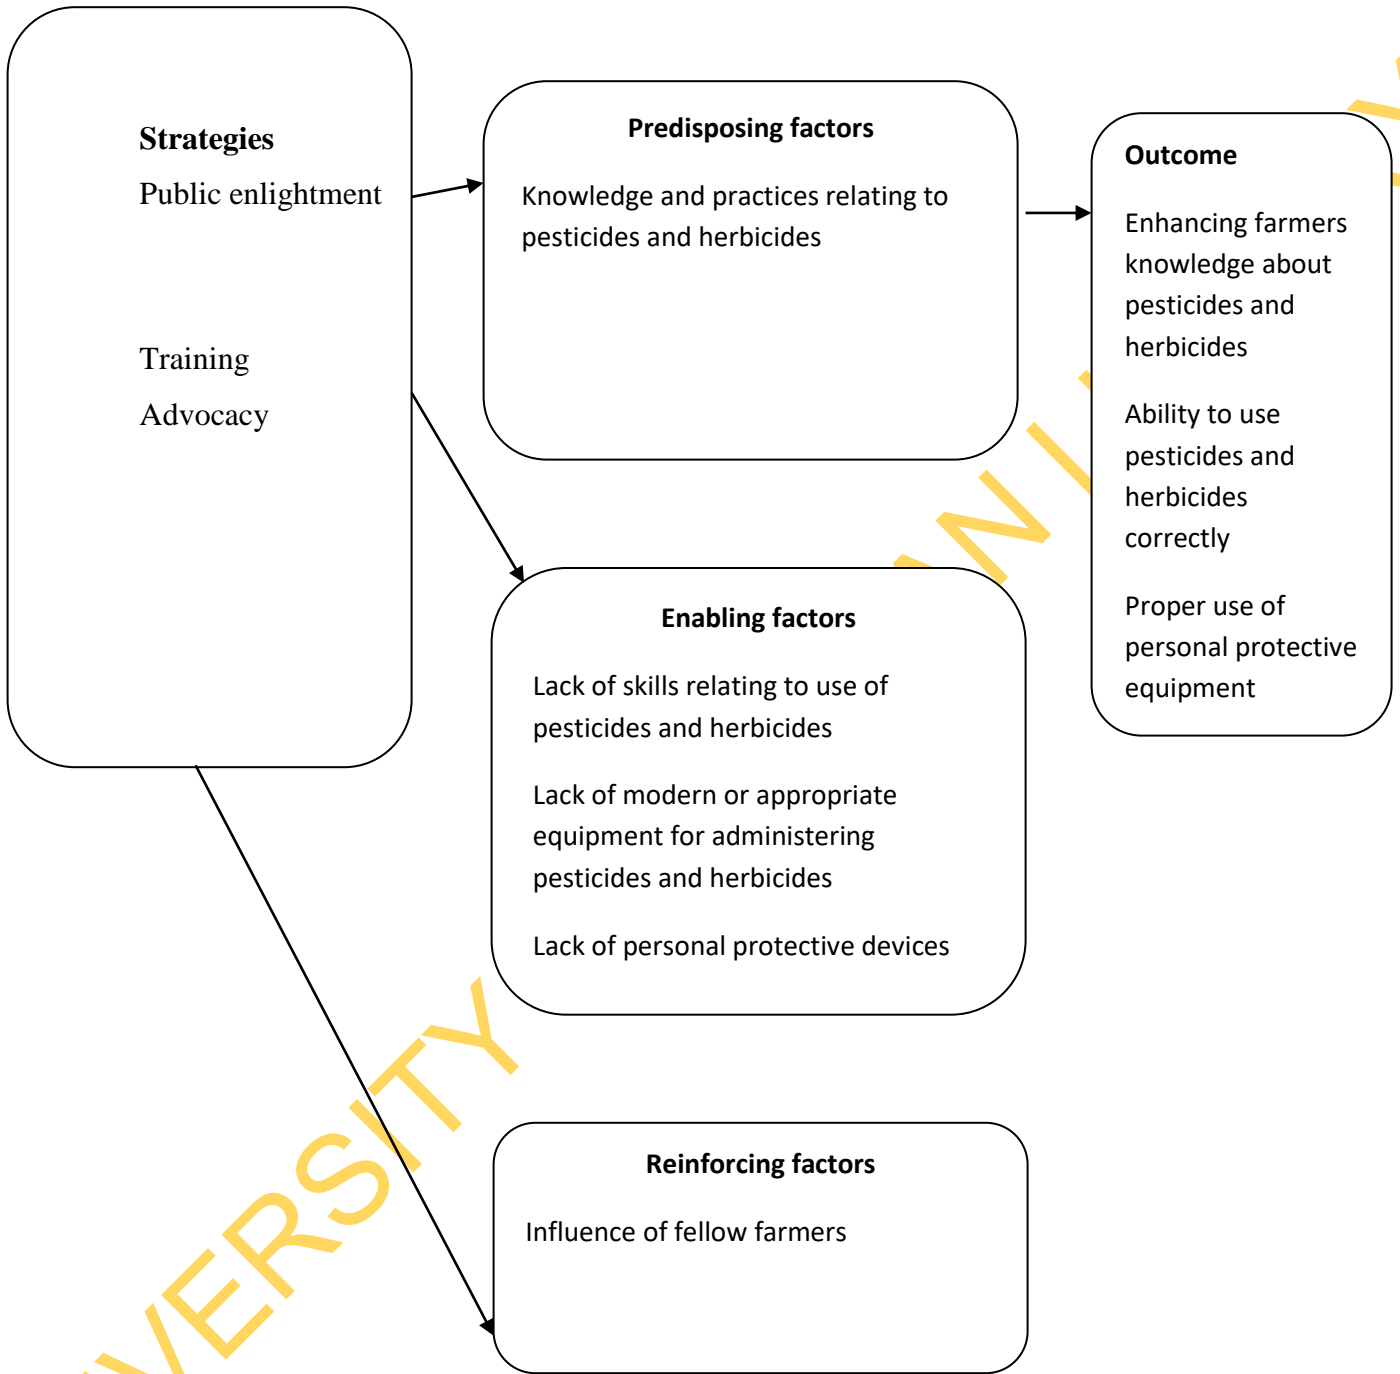 Strategies
Public enlightment
Training
Advocacy
Predisposing factors
Knowledge and practices relating to
pesticides and herbicides
Outcome
Enhancing farmers
knowledge about
pesticides and
herbicides
Ability to use
pesticides and
herbicides
correctly
Proper use of
personal protective
equipment
Enabling factors
Lack of skills relating to use of
pesticides and herbicides
Lack of modern or appropriate
equipment for administering
pesticides and herbicides
Lack of personal protective devices
Reinforcing factors
Influence of fellow farmers